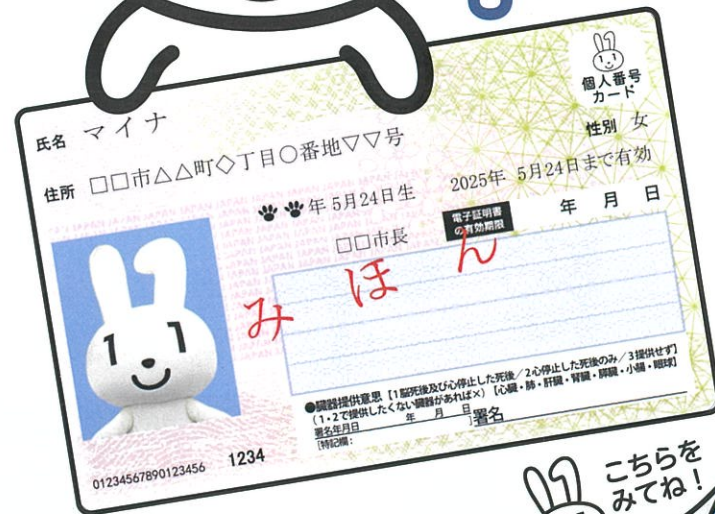 個人番号
カード
氏名 マイナ
性別 女
住所 □□市△△町◇丁目○番地▽▽号
年 5月24日生
2025年 5月24日まで有効
□□市長
電子証明書
の有効期限
年 月 日
みほん
●臓器提供意思 [1脳死後及び心停止した死後/2心停止した死後のみ/3提供せず]
(1・2で提供したくない臓器があれば×) [心臓・肺・肝臓・腎臓・膵臓・小腸・眼球]
署名年月日 年 月 日 署名
[特記欄: ]
01234567890123456
1234
こちらを
みてね!